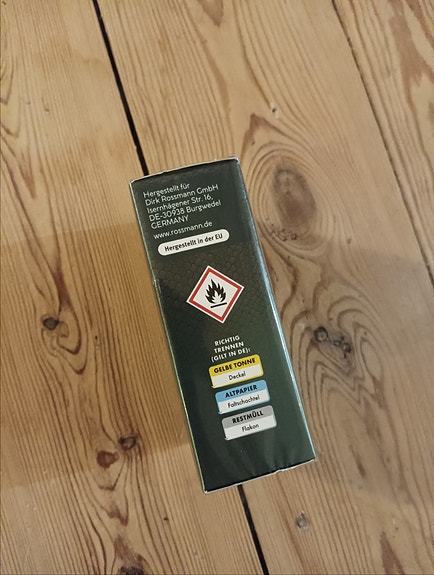 Hergestellt für
Dirk Rossmann GmbH
Isernhägener Str. 16,
DE-30938 Burgwedel
GERMANY
www.rossmann.de
Hergestellt in der EU
RICHTIG
TRENNEN
(GILT IN DE):
GELBE TONNE
Deckel
ALTPAPIER
Faltschachtel
RESTMÜLL
Flakon